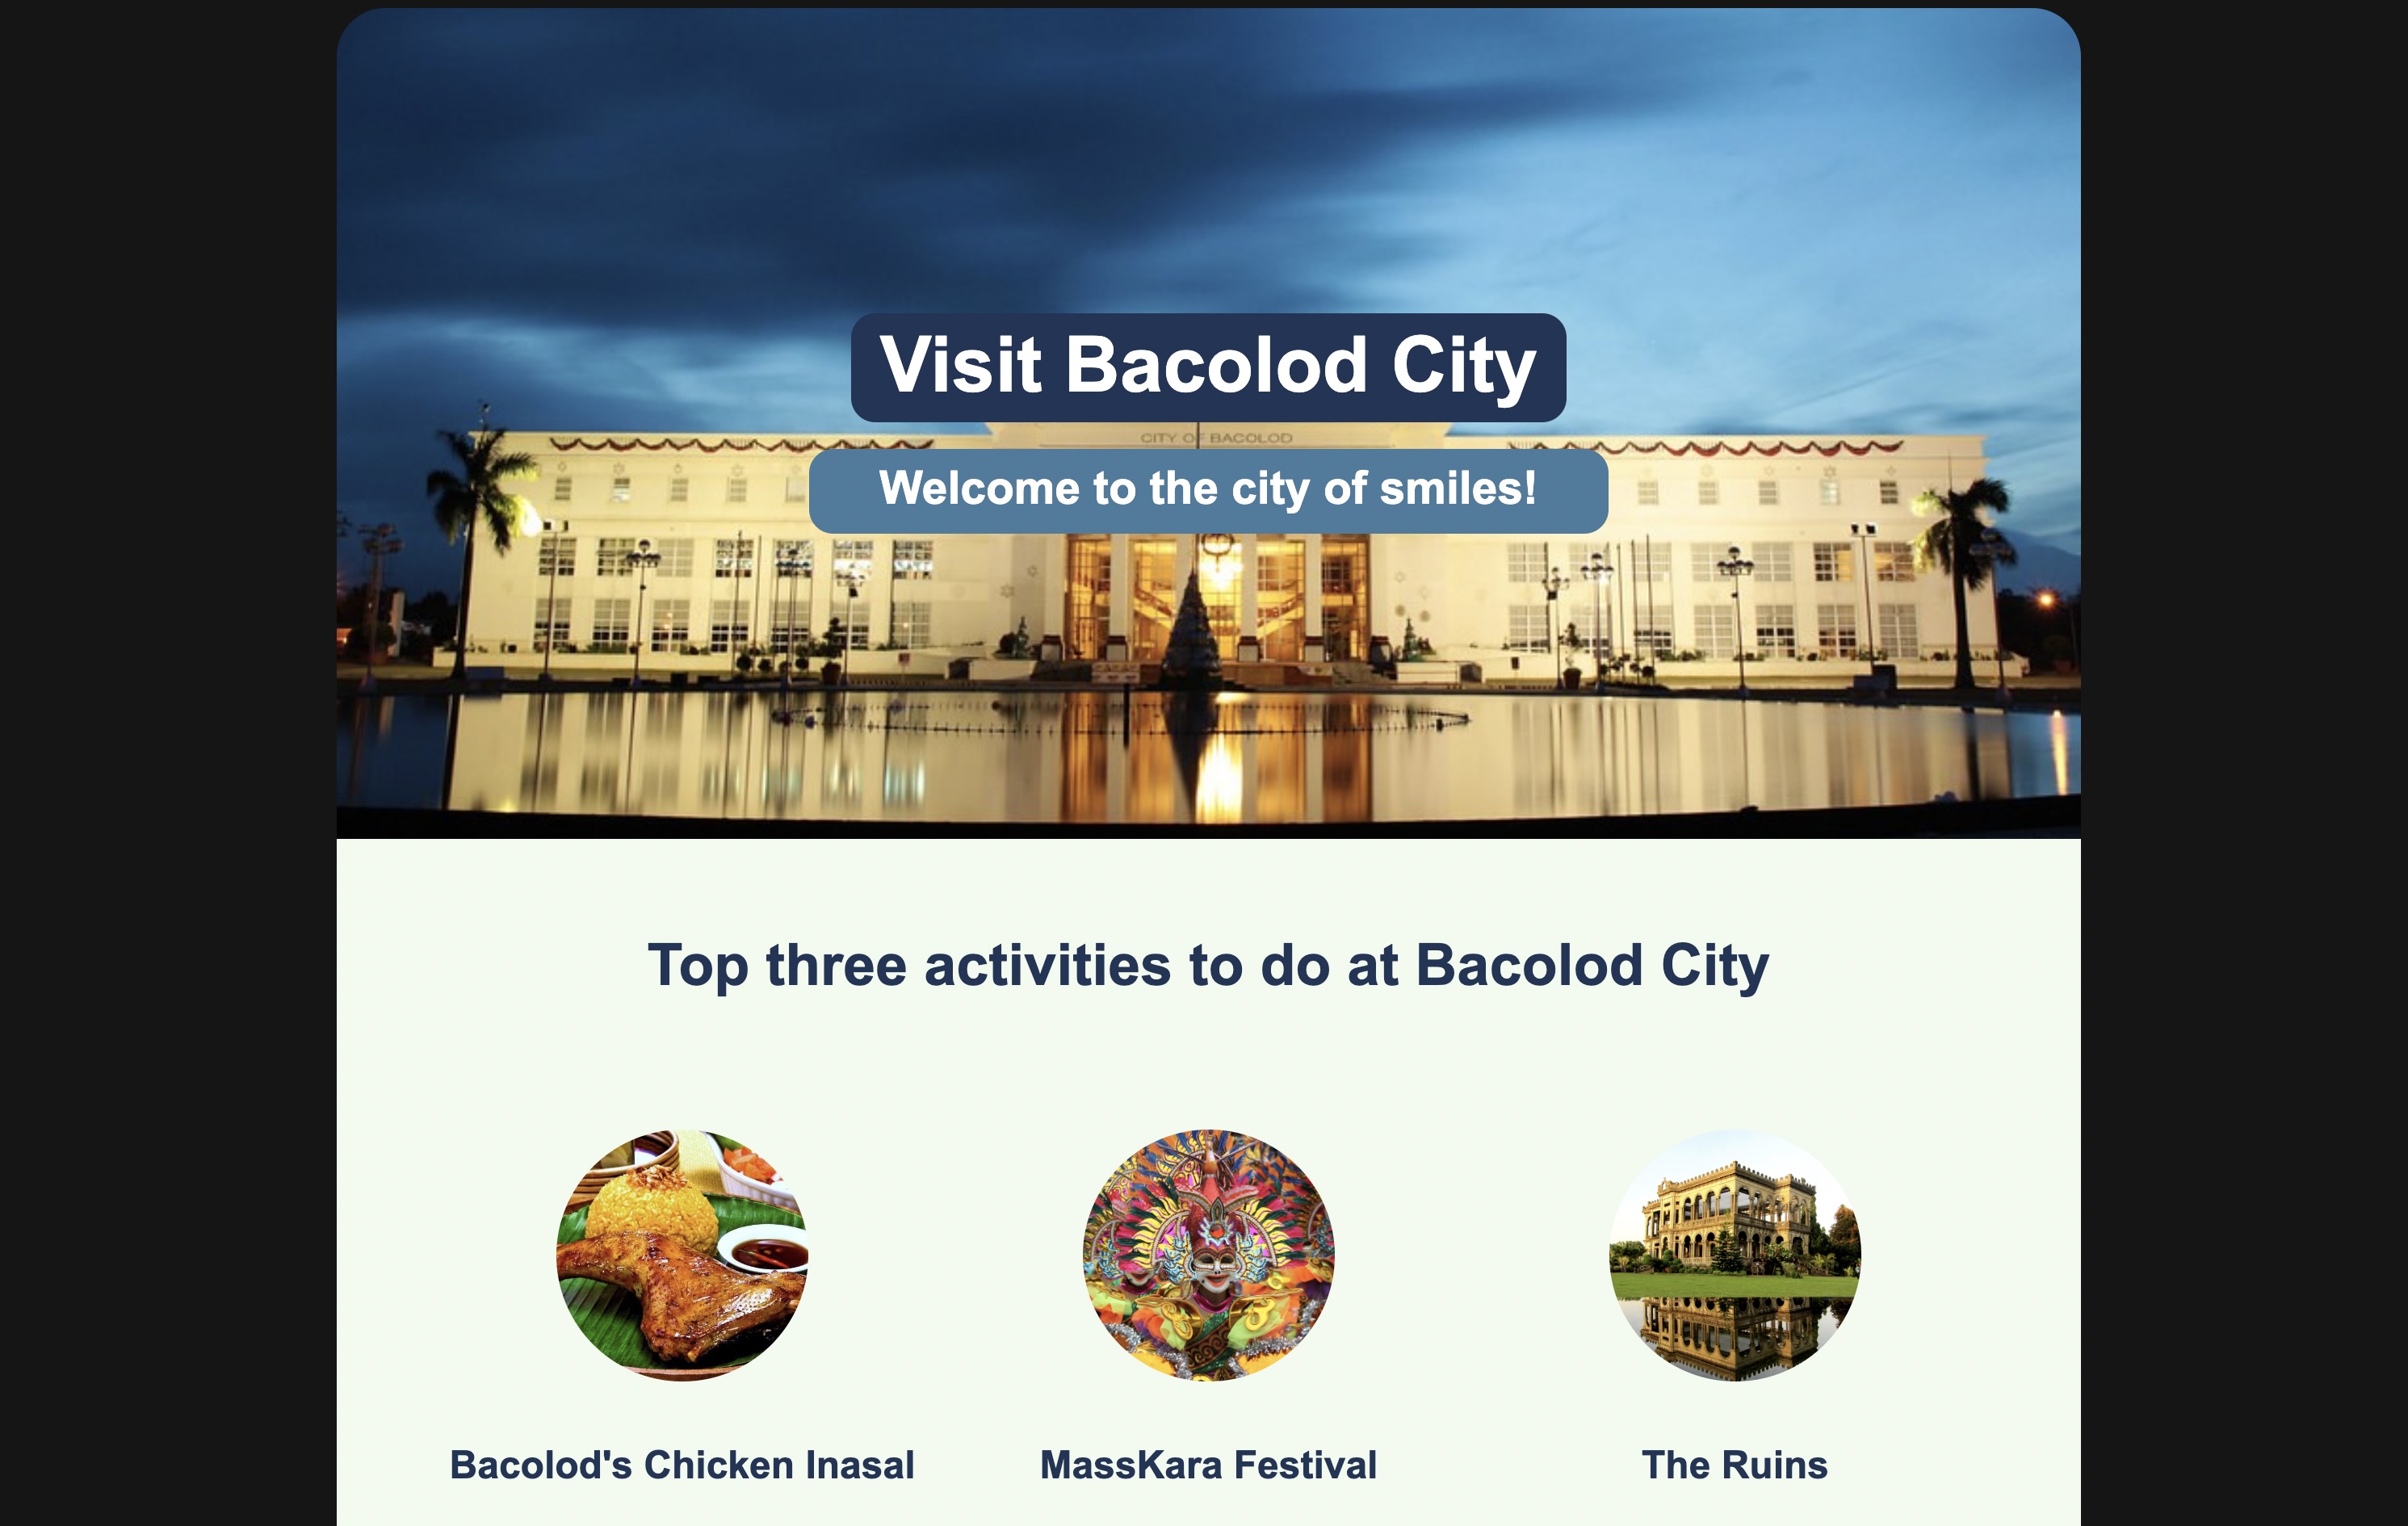 Visit Bacolod City
CITY OF BACOLOD
Welcome to the city of smiles!
Top three activities to do at Bacolod City
Bacolod's Chicken Inasal
MassKara Festival
The Ruins